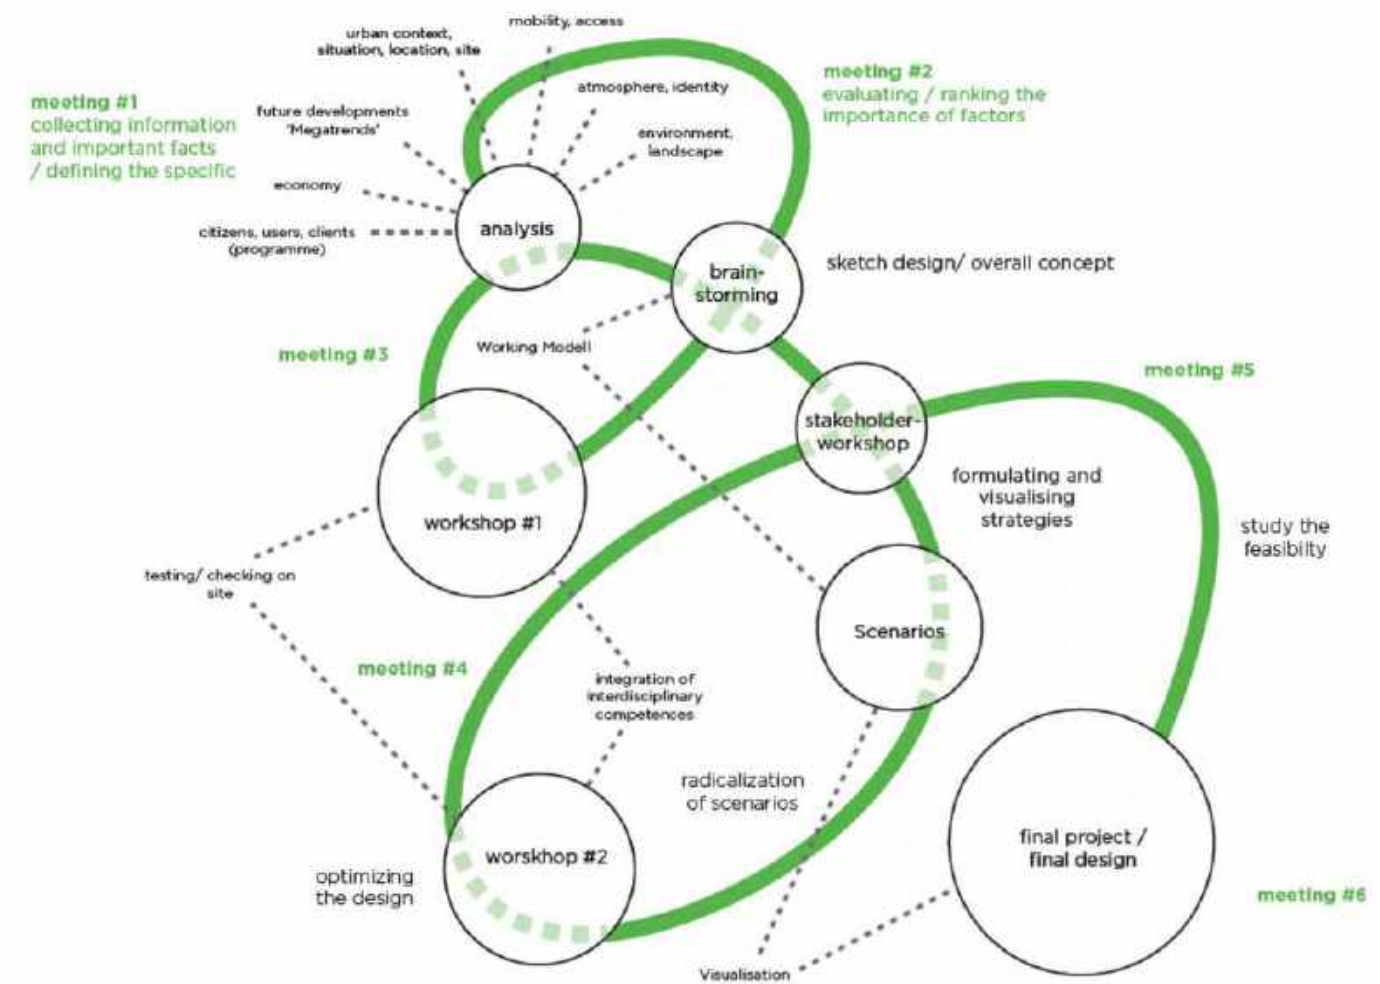 mobility, access
urban context,
situation, location, site
meeting #1
collecting information
and important facts
/ defining the specific
future developments
'Megatrends'
atmosphere, identity
environment,
landscape
meeting #2
evaluating / ranking the
importance of factors
economy
citizens, users, clients
(programme)
analysis
brain-
storming
sketch design/ overall concept
meeting #3
Working Modell
meeting #5
stakeholder-
workshop
formulating and
visualising
strategies
study the
feasibilty
workshop #1
testing/ checking on
site
Scenarios
meeting #4
integration of
interdisciplinary
competences
radicalization
of scenarios
worskhop #2
optimizing
the design
final project /
final design
meeting #6
Visualisation